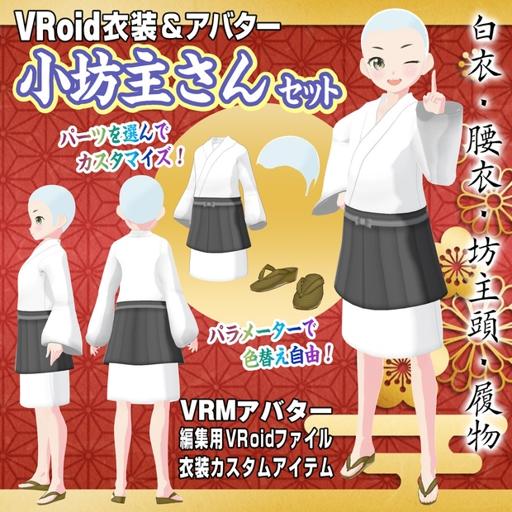 VRoid衣装＆アバター
小坊主さんセット
パーツを選んで
カスタマイズ！
白衣・腰衣・坊主頭・履物
パラメーターで
色替え自由！
VRMアバター
編集用VRoidファイル
衣装カスタムアイテム